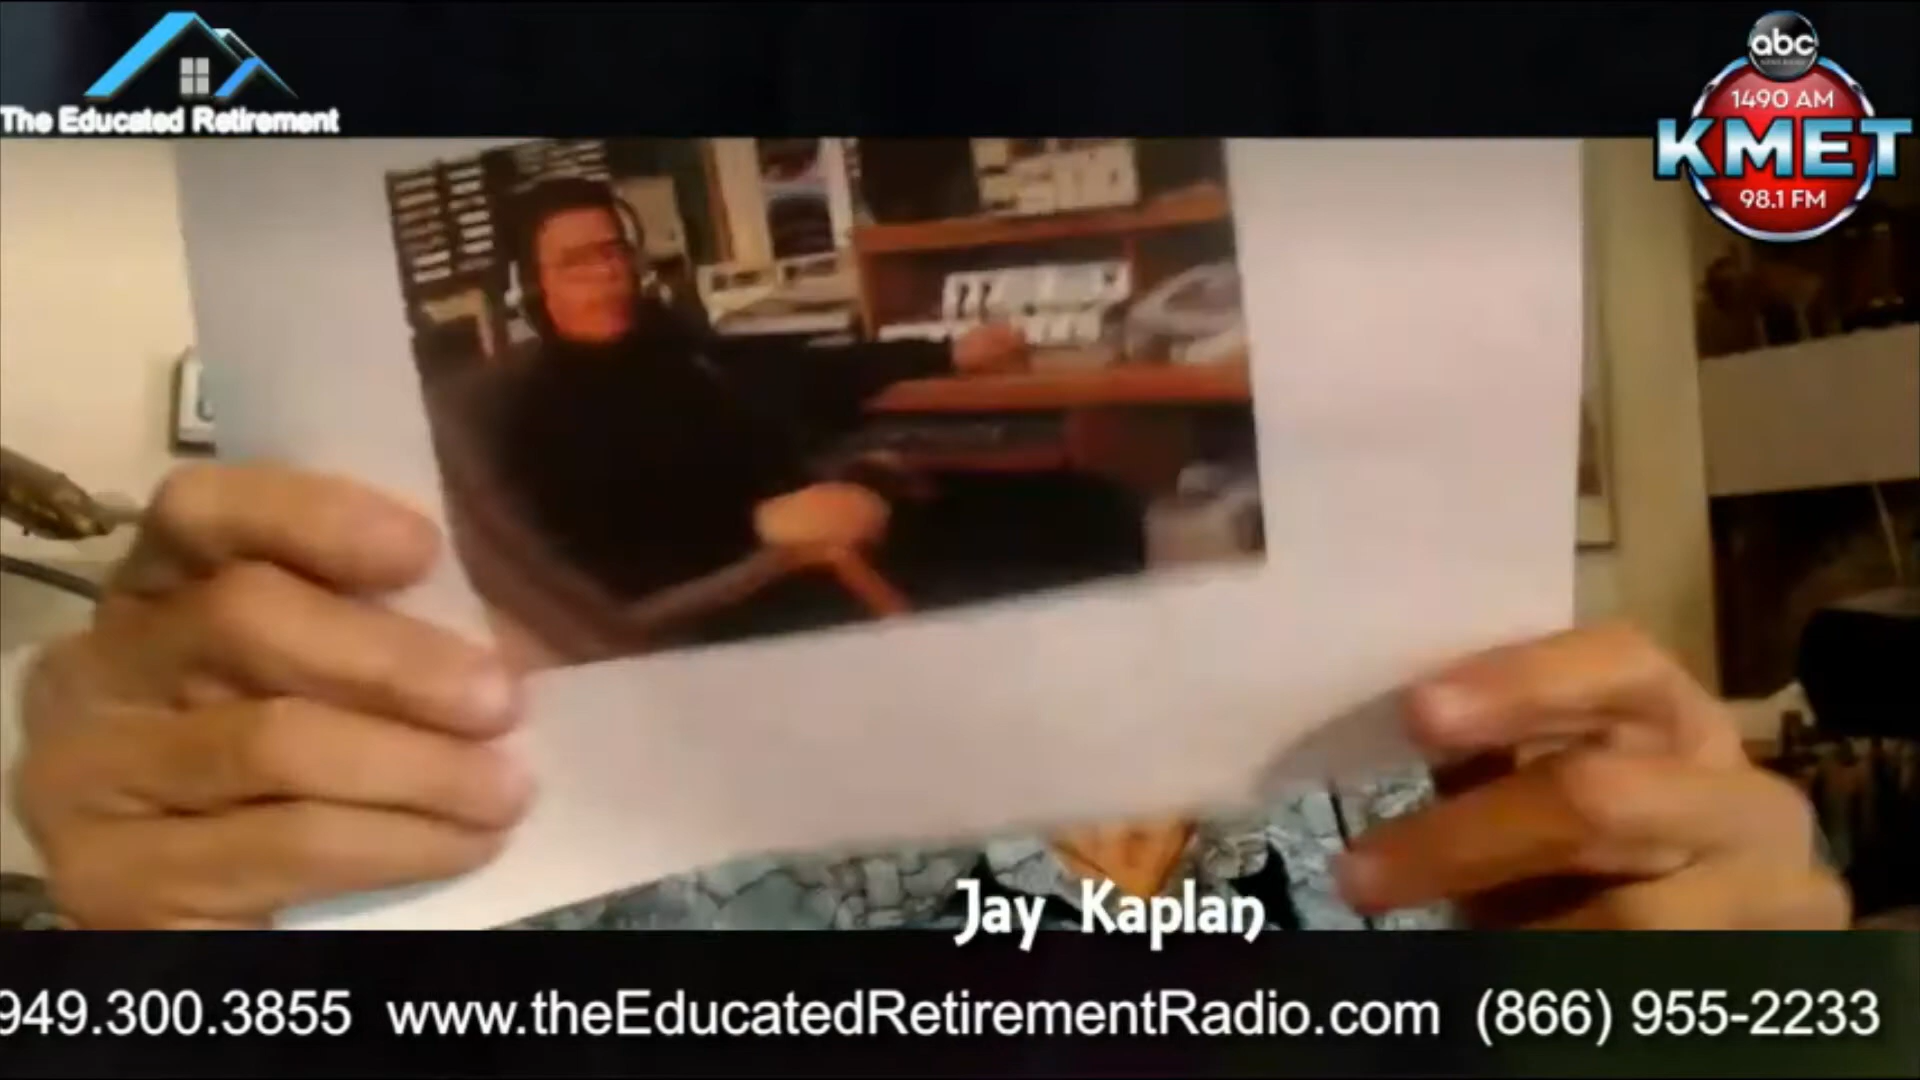 The Educated Retirement
abc
1490 AM
KMET
98.1 FM
Jay Kaplan
949.300.3855 www.theEducatedRetirementRadio.com (866) 955-2233